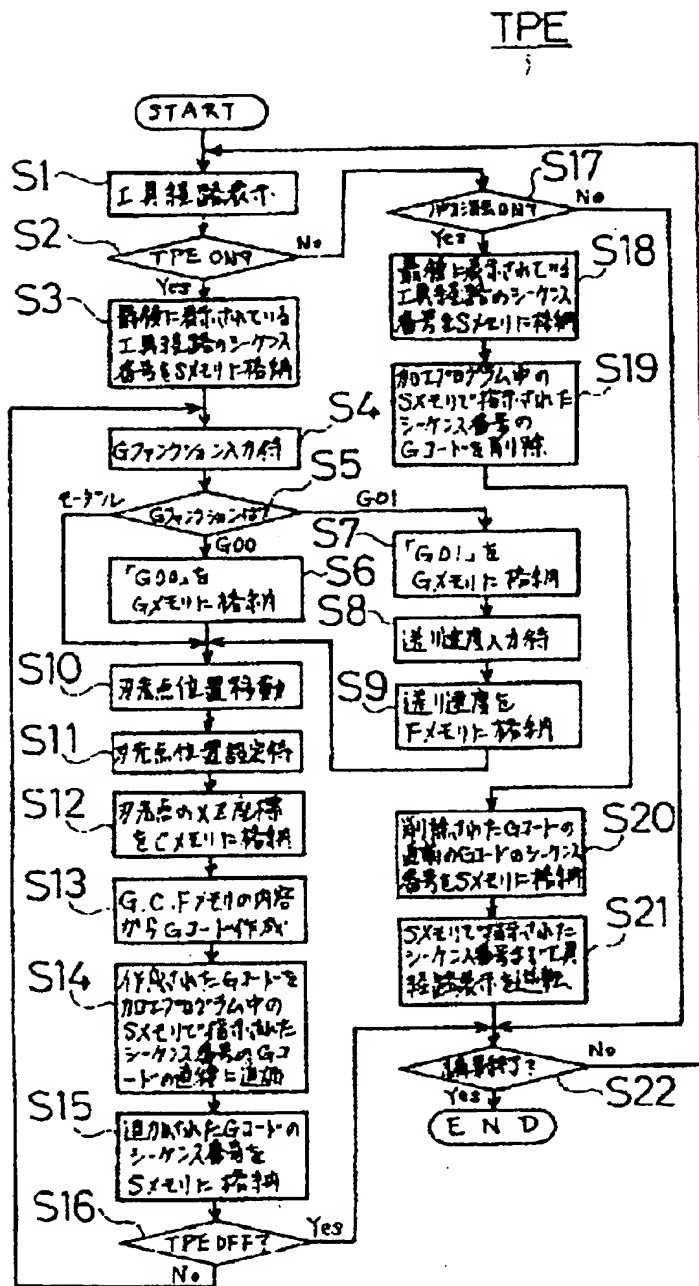 TPE
START
S1
工具経路表示
S2
TPE ON?
No
Yes
S3
最後に表示されている
工具経路のシーケンス
番号をSメモリに格納
S4
Gファンクション入力待
S5
Gファンクションは?
モーダル
G01
G00
S6
「G00」を
Gメモリに格納
S7
「G01」を
Gメモリに格納
S8
送り速度入力待
S9
送り速度を
Fメモリに格納
S10
刃先点位置移動
S11
刃先点位置設定待
S12
刃先点のXZ座標
をCメモリに格納
S13
G.C.Fメモリの内容
からGコード作成
S14
作成されたGコードを
加工プログラム中の
Sメモリで指示された
シーケンス番号のGコ
ードの直後に追加
S15
追加されたGコードの
シーケンス番号を
Sメモリに格納
S16
TPE OFF?
Yes
No
S17
ON?
No
Yes
S18
最後に表示されている
工具経路のシーケンス
番号をSメモリに格納
S19
加工プログラム中の
Sメモリで指示された
シーケンス番号の
Gコードを削除
S20
削除されたGコードの
直前のGコードのシーケンス
番号をSメモリに格納
S21
Sメモリで指示された
シーケンス番号まで工具
経路表示を逆転
S22
編集終了?
No
Yes
END